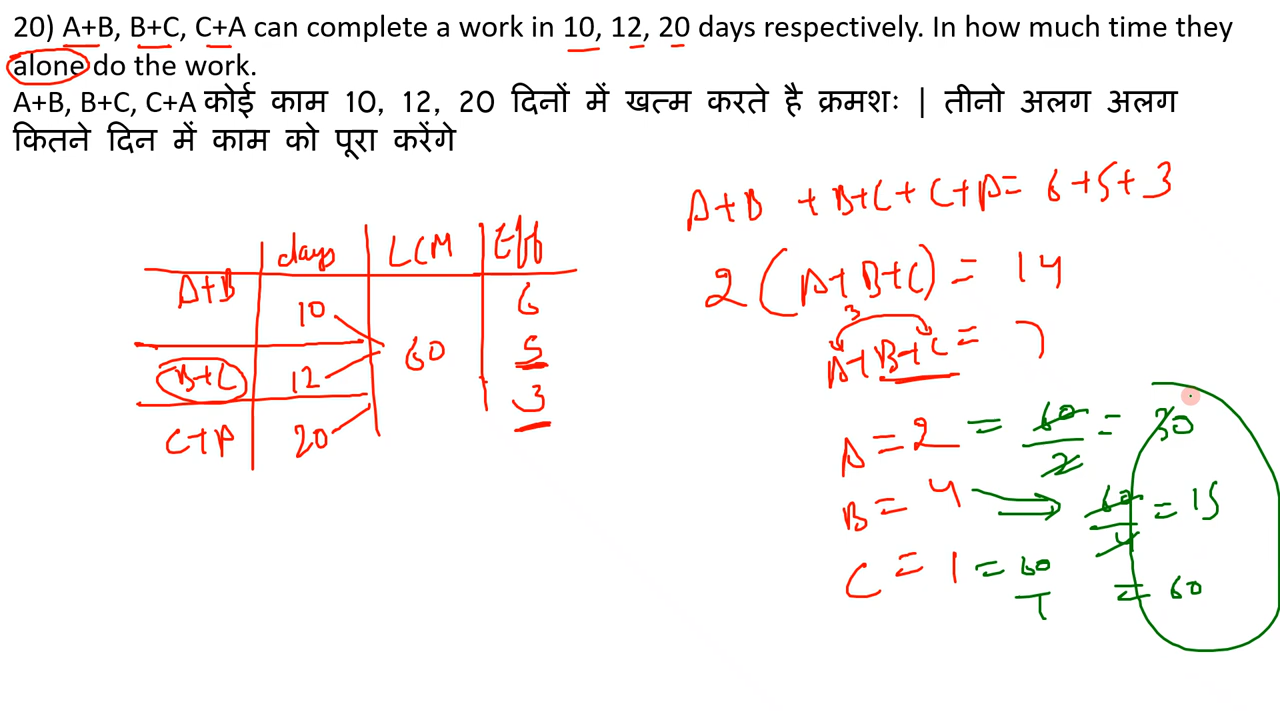 20) A+B, B+C, C+A can complete a work in 10, 12, 20 days respectively. In how much time they
alone do the work.
A+B, B+C, C+A कोई काम 10, 12, 20 दिनों में खत्म करते है क्रमशः | तीनो अलग अलग
कितने दिन में काम को पूरा करेंगे
A+B + B+C + C+A = 6+5+3
2 (A+B+C) = 14
3
A+B+C = 7
A = 2 = 60/2 = 30
B = 4 ⇒ 60/4 = 15
C = 1 = 60/1 = 60
days LCM Eff
A+B 10 6
B+C 12 60 5
C+A 20 3